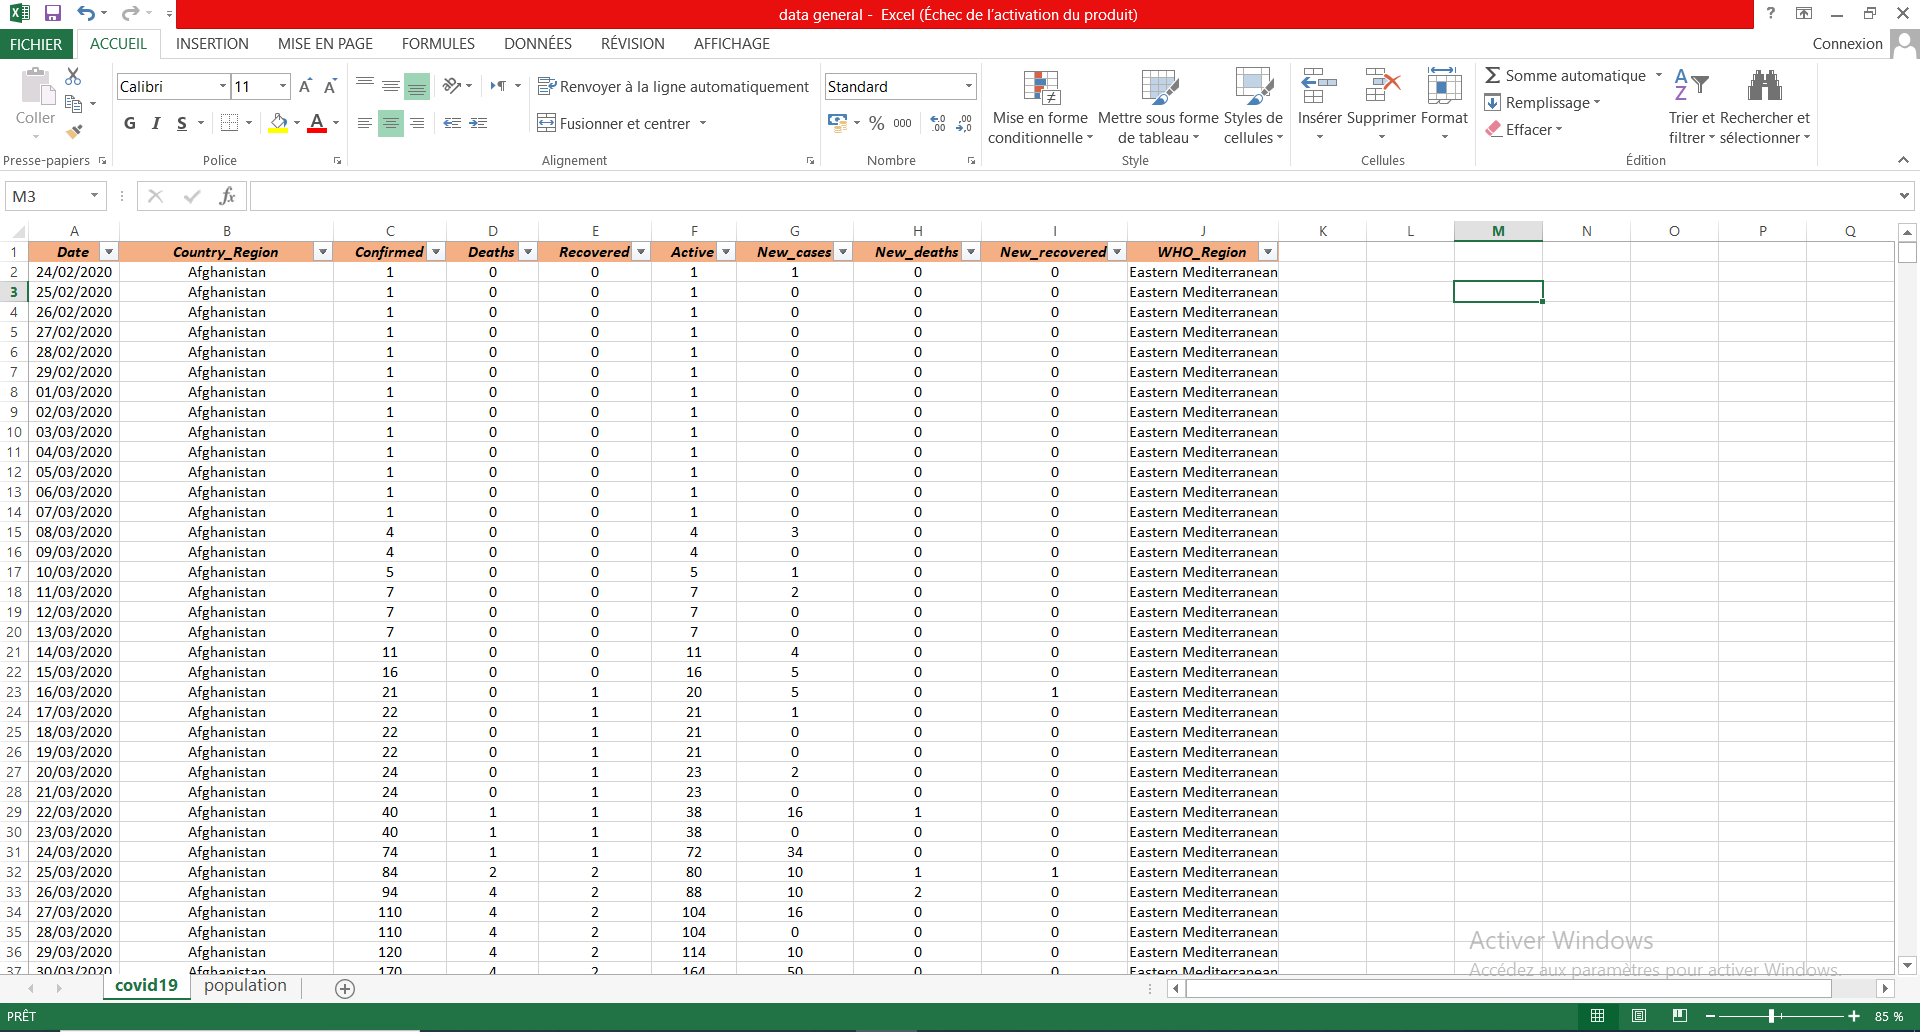 data general - Excel (Échec de l'activation du produit)
FICHIER ACCUEIL INSERTION MISE EN PAGE FORMULES DONNÉES RÉVISION AFFICHAGE Connexion
Coller
Calibri 11
Renvoyer à la ligne automatiquement
Standard
G I S
Fusionner et centrer
% 000
Mise en forme conditionnelle
Mettre sous forme de tableau
Styles de cellules
Insérer Supprimer Format
Somme automatique
Remplissage
Effacer
Trier et filtrer
Rechercher et sélectionner
Presse-papiers Police Alignement Nombre Style Cellules Édition
M3 fx
A B C D E F G H I J K L M N O P Q
1 Date Country_Region Confirmed Deaths Recovered Active New_cases New_deaths New_recovered WHO_Region
2 24/02/2020 Afghanistan 1 0 0 1 1 0 0 Eastern Mediterranean
3 25/02/2020 Afghanistan 1 0 0 1 0 0 0 Eastern Mediterranean
4 26/02/2020 Afghanistan 1 0 0 1 0 0 0 Eastern Mediterranean
5 27/02/2020 Afghanistan 1 0 0 1 0 0 0 Eastern Mediterranean
6 28/02/2020 Afghanistan 1 0 0 1 0 0 0 Eastern Mediterranean
7 29/02/2020 Afghanistan 1 0 0 1 0 0 0 Eastern Mediterranean
8 01/03/2020 Afghanistan 1 0 0 1 0 0 0 Eastern Mediterranean
9 02/03/2020 Afghanistan 1 0 0 1 0 0 0 Eastern Mediterranean
10 03/03/2020 Afghanistan 1 0 0 1 0 0 0 Eastern Mediterranean
11 04/03/2020 Afghanistan 1 0 0 1 0 0 0 Eastern Mediterranean
12 05/03/2020 Afghanistan 1 0 0 1 0 0 0 Eastern Mediterranean
13 06/03/2020 Afghanistan 1 0 0 1 0 0 0 Eastern Mediterranean
14 07/03/2020 Afghanistan 1 0 0 1 0 0 0 Eastern Mediterranean
15 08/03/2020 Afghanistan 4 0 0 4 3 0 0 Eastern Mediterranean
16 09/03/2020 Afghanistan 4 0 0 4 0 0 0 Eastern Mediterranean
17 10/03/2020 Afghanistan 5 0 0 5 1 0 0 Eastern Mediterranean
18 11/03/2020 Afghanistan 7 0 0 7 2 0 0 Eastern Mediterranean
19 12/03/2020 Afghanistan 7 0 0 7 0 0 0 Eastern Mediterranean
20 13/03/2020 Afghanistan 7 0 0 7 0 0 0 Eastern Mediterranean
21 14/03/2020 Afghanistan 11 0 0 11 4 0 0 Eastern Mediterranean
22 15/03/2020 Afghanistan 16 0 0 16 5 0 0 Eastern Mediterranean
23 16/03/2020 Afghanistan 21 0 1 20 5 0 1 Eastern Mediterranean
24 17/03/2020 Afghanistan 22 0 1 21 1 0 0 Eastern Mediterranean
25 18/03/2020 Afghanistan 22 0 1 21 0 0 0 Eastern Mediterranean
26 19/03/2020 Afghanistan 22 0 1 21 0 0 0 Eastern Mediterranean
27 20/03/2020 Afghanistan 24 0 1 23 2 0 0 Eastern Mediterranean
28 21/03/2020 Afghanistan 24 0 1 23 0 0 0 Eastern Mediterranean
29 22/03/2020 Afghanistan 40 1 1 38 16 1 0 Eastern Mediterranean
30 23/03/2020 Afghanistan 40 1 1 38 0 0 0 Eastern Mediterranean
31 24/03/2020 Afghanistan 74 1 1 72 34 0 0 Eastern Mediterranean
32 25/03/2020 Afghanistan 84 2 2 80 10 1 1 Eastern Mediterranean
33 26/03/2020 Afghanistan 94 4 2 88 10 2 0 Eastern Mediterranean
34 27/03/2020 Afghanistan 110 4 2 104 16 0 0 Eastern Mediterranean
35 28/03/2020 Afghanistan 110 4 2 104 0 0 0 Eastern Mediterranean
36 29/03/2020 Afghanistan 120 4 2 114 10 0 0 Eastern Mediterranean
37 30/03/2020 Afghanistan 170 4 2 164 50 0 0 Eastern Mediterranean
Activer Windows
Accédez aux paramètres pour activer Windows.
covid19 population
PRÊT 85 %